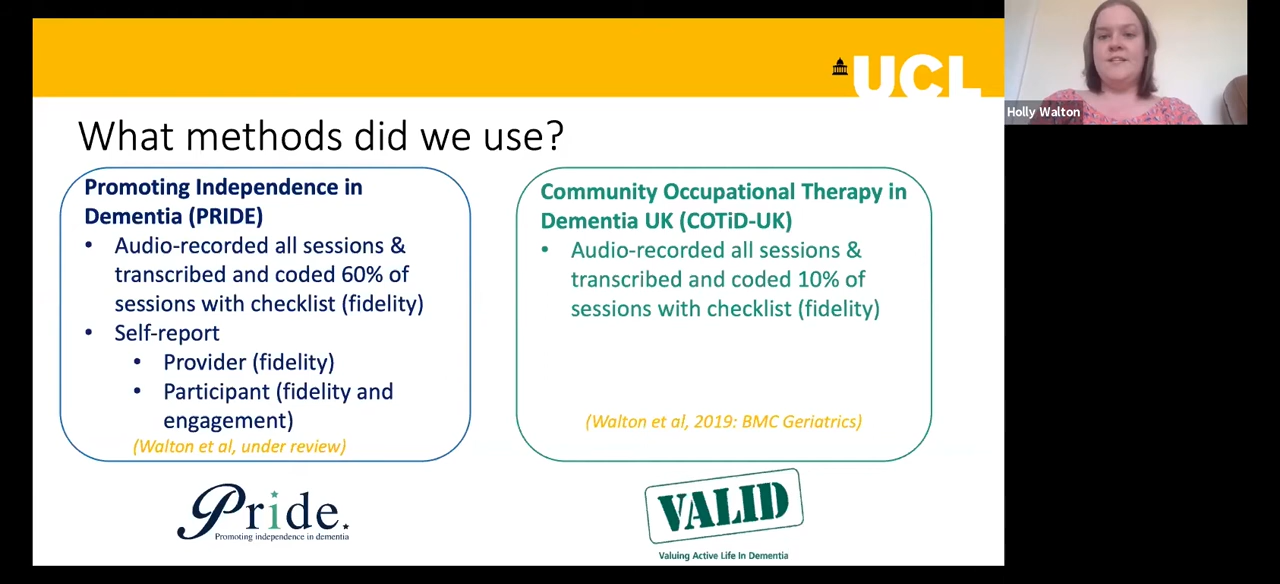 UCL
Holly Walton
What methods did we use?
Promoting Independence in
Dementia (PRIDE)
• Audio-recorded all sessions &
transcribed and coded 60% of
sessions with checklist (fidelity)
• Self-report
• Provider (fidelity)
• Participant (fidelity and
engagement)
(Walton et al, under review)
Community Occupational Therapy in
Dementia UK (COTiD-UK)
• Audio-recorded all sessions &
transcribed and coded 10% of
sessions with checklist (fidelity)
(Walton et al, 2019: BMC Geriatrics)
Pride.
Promoting independence in dementia
VALID
Valuing Active Life In Dementia